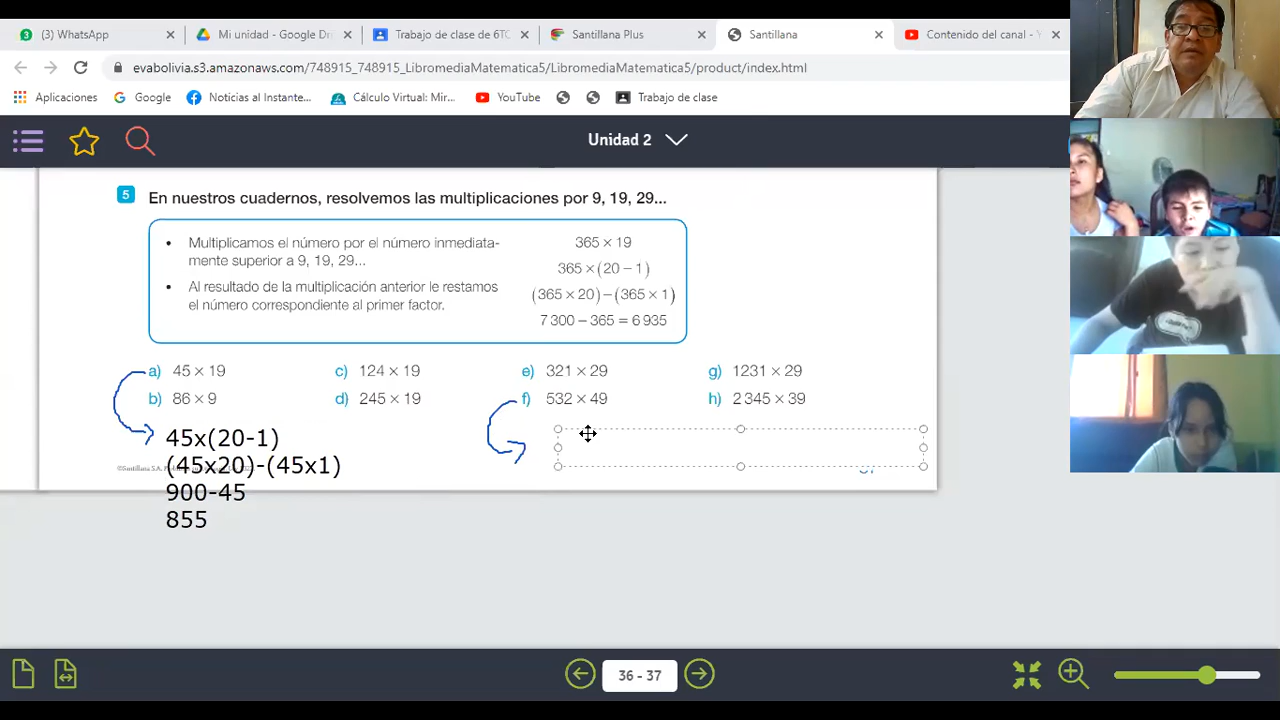 (3) WhatsApp
Mi unidad - Google Dri
Trabajo de clase de 6TO
Santillana Plus
Santillana
Contenido del canal - Y
evabolivia.s3.amazonaws.com/748915_748915_LibromediaMatematica5/LibromediaMatematica5/product/index.html
Aplicaciones
Google
Noticias al Instante...
Cálculo Virtual: Mir...
YouTube
Trabajo de clase
Unidad 2
5 En nuestros cuadernos, resolvemos las multiplicaciones por 9, 19, 29...
• Multiplicamos el número por el número inmediata-
mente superior a 9, 19, 29...
• Al resultado de la multiplicación anterior le restamos
el número correspondiente al primer factor.
365 × 19
365 × (20 – 1)
(365 × 20) – (365 × 1)
7 300 – 365 = 6 935
a) 45 × 19
c) 124 × 19
e) 321 × 29
g) 1231 × 29
b) 86 × 9
d) 245 × 19
f) 532 × 49
h) 2 345 × 39
45x(20-1)
(45x20)-(45x1)
900-45
855
©Santillana S.A.
36 - 37